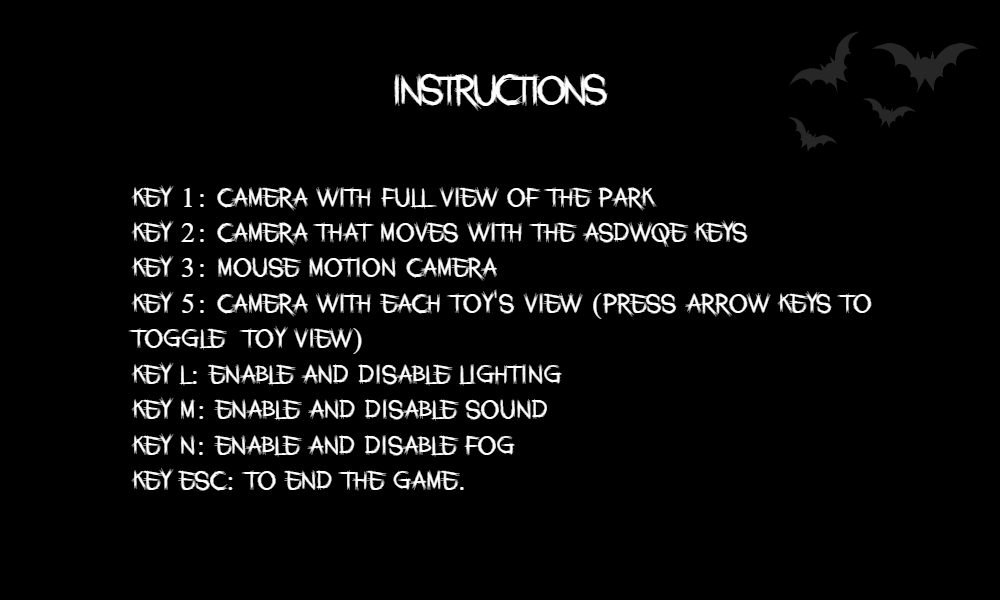 INSTRUCTIONS
KEY 1: CAMERA WITH FULL VIEW OF THE PARK
KEY 2: CAMERA THAT MOVES WITH THE ASDWQE KEYS
KEY 3: MOUSE MOTION CAMERA
KEY 5: CAMERA WITH EACH TOY'S VIEW (PRESS ARROW KEYS TO
TOGGLE TOY VIEW)
KEY L: ENABLE AND DISABLE LIGHTING
KEY M: ENABLE AND DISABLE SOUND
KEY N: ENABLE AND DISABLE FOG
KEY ESC: TO END THE GAME.